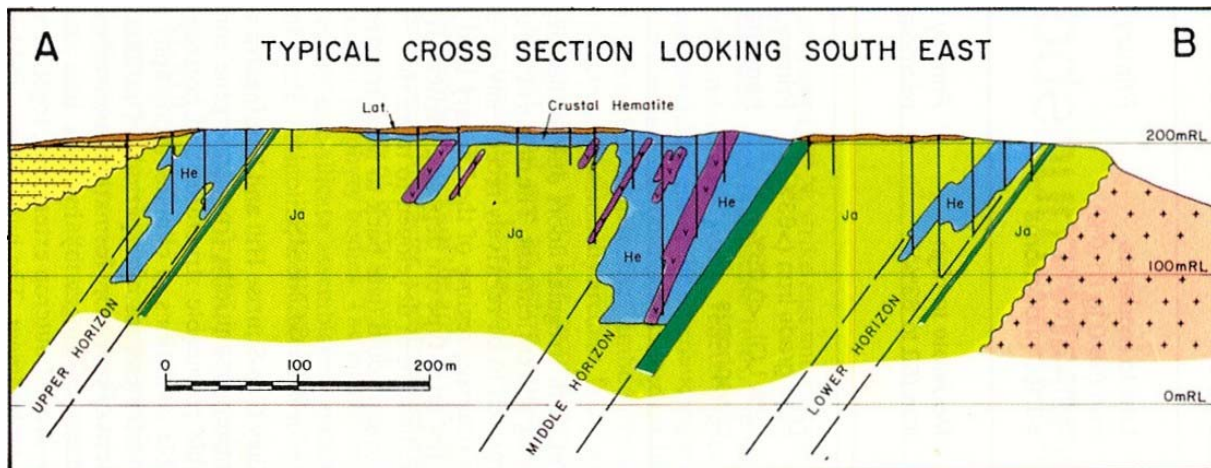 A
TYPICAL CROSS SECTION LOOKING SOUTH EAST
B
Lat.
Crustal Hematite
200mRL
He
Ja
Ja
He
He
Ja
He
Ja
100mRL
UPPER HORIZON
MIDDLE HORIZON
LOWER HORIZON
0
100
200m
0mRL